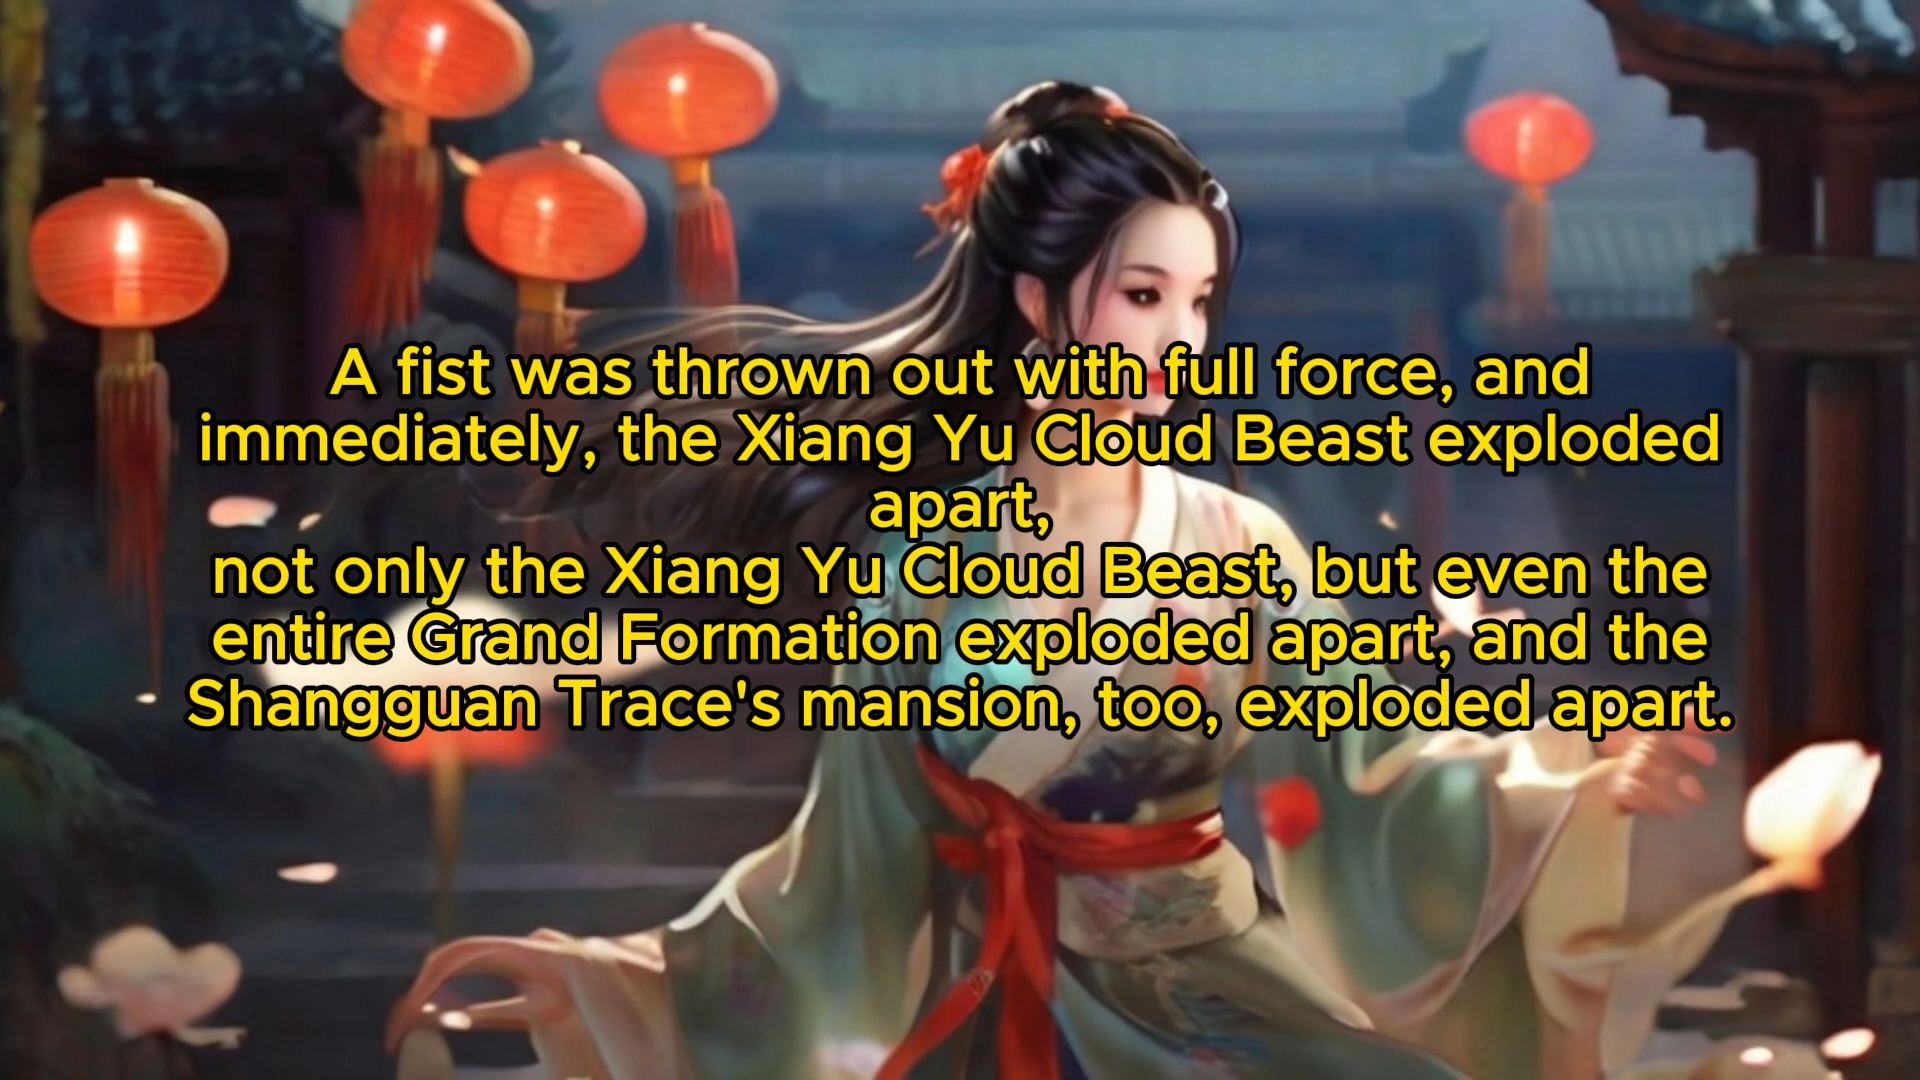 A fist was thrown out with full force, and
immediately, the Xiang Yu Cloud Beast exploded
apart,
not only the Xiang Yu Cloud Beast, but even the
entire Grand Formation exploded apart, and the
Shangguan Trace's mansion, too, exploded apart.